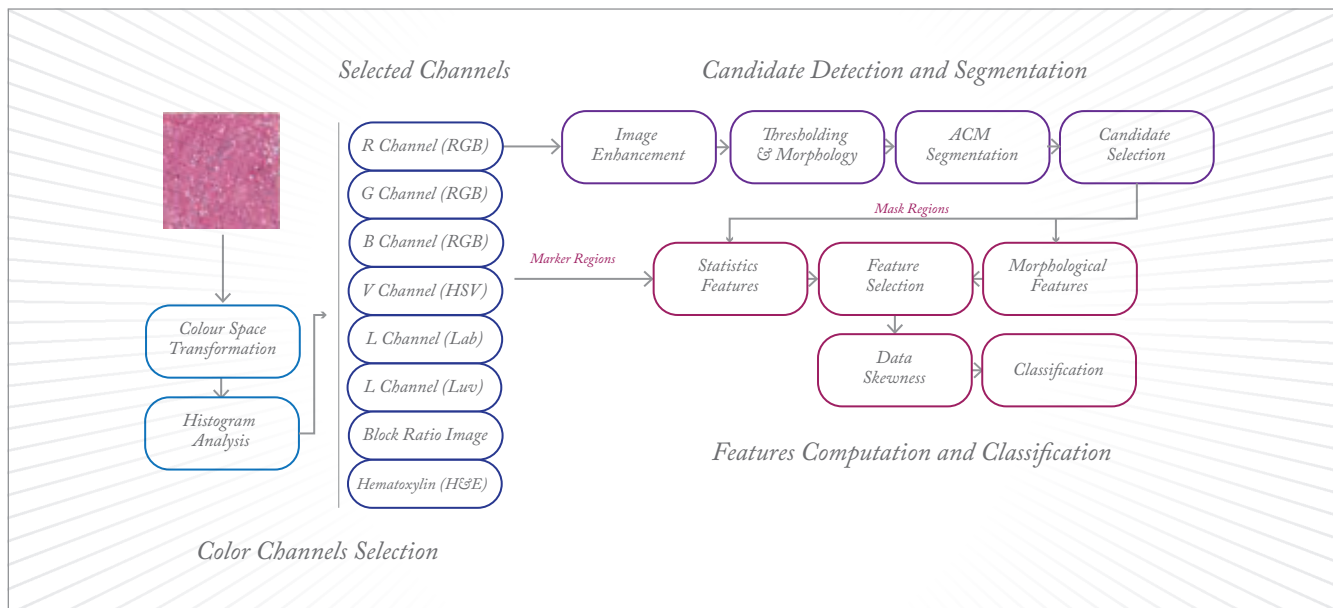 Selected Channels
Candidate Detection and Segmentation
R Channel (RGB)
G Channel (RGB)
B Channel (RGB)
V Channel (HSV)
L Channel (Lab)
L Channel (Luv)
Block Ratio Image
Hematoxylin (H&E)
Image
Enhancement
Thresholding
& Morphology
ACM
Segmentation
Candidate
Selection
Mask Regions
Marker Regions
Statistics
Features
Feature
Selection
Morphological
Features
Colour Space
Transformation
Histogram
Analysis
Data
Skewness
Classification
Features Computation and Classification
Color Channels Selection